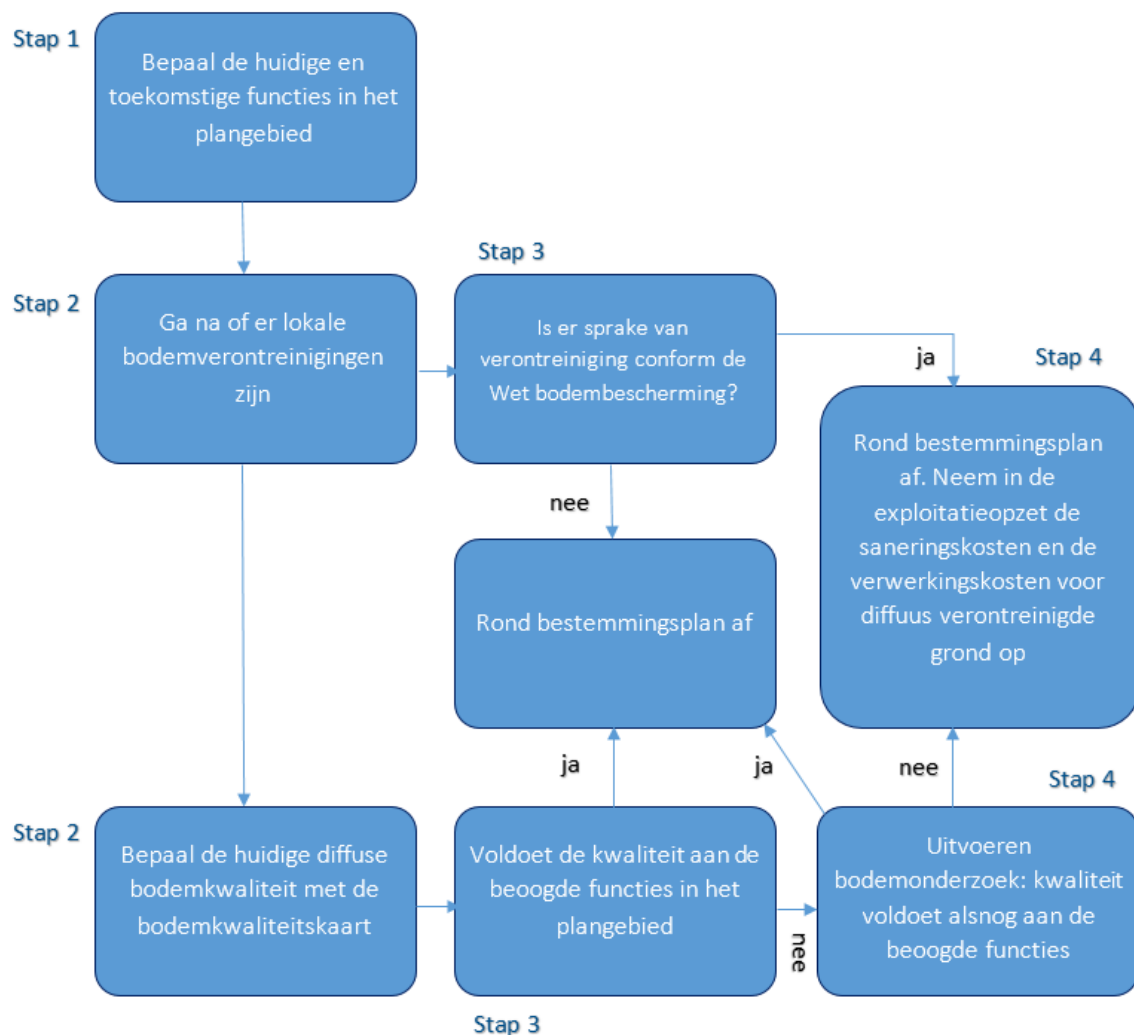 Stap 1
Bepaal de huidige en
toekomstige functies in het
plangebied
Stap 2
Ga na of er lokale
bodemverontreinigingen
zijn
Stap 3
Is er sprake van
verontreiniging conform de
Wet bodembescherming?
ja
Stap 4
Rond bestemmingsplan
af. Neem in de
exploitatieopzet de
saneringskosten en de
verwerkingskosten voor
diffuus verontreinigde
grond op
nee
Rond bestemmingsplan af
ja
ja
nee
Stap 2
Bepaal de huidige diffuse
bodemkwaliteit met de
bodemkwaliteitskaart
Voldoet de kwaliteit aan de
beoogde functies in het
plangebied
Stap 3
nee
Stap 4
Uitvoeren
bodemonderzoek: kwaliteit
voldoet alsnog aan de
beoogde functies